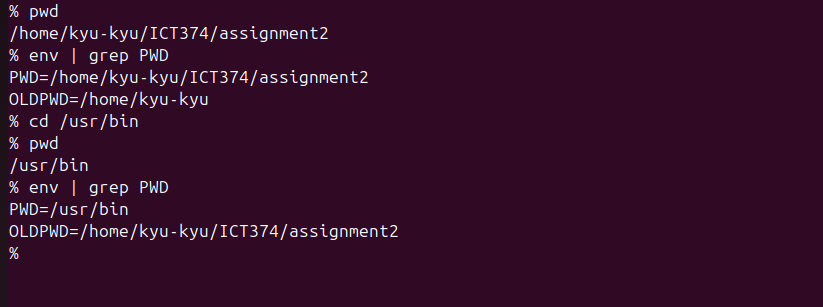 % pwd
/home/kyu-kyu/ICT374/assignment2
% env | grep PWD
PWD=/home/kyu-kyu/ICT374/assignment2
OLDPWD=/home/kyu-kyu
% cd /usr/bin
% pwd
/usr/bin
% env | grep PWD
PWD=/usr/bin
OLDPWD=/home/kyu-kyu/ICT374/assignment2
%